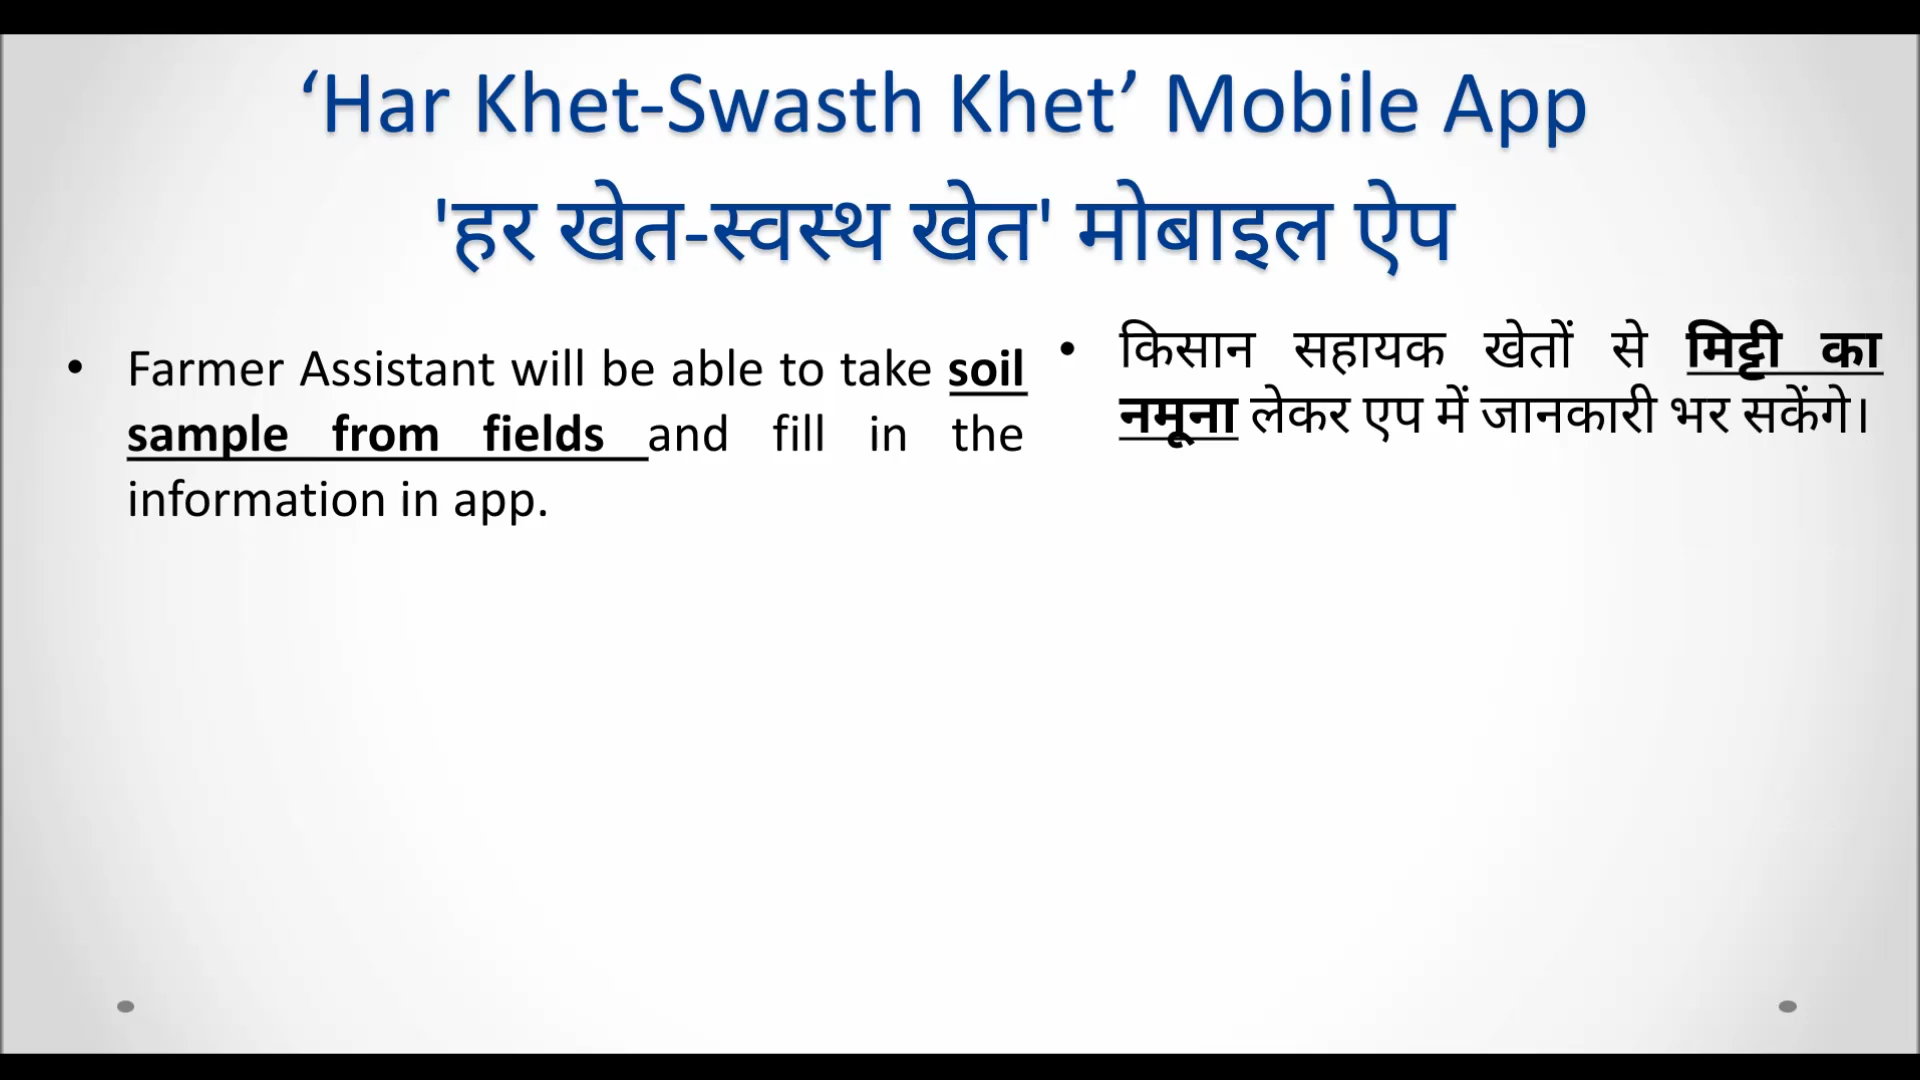 ‘Har Khet-Swasth Khet’ Mobile App
'हर खेत-स्वस्थ खेत' मोबाइल ऐप
• Farmer Assistant will be able to take soil
sample from fields and fill in the
information in app.
• किसान सहायक खेतों से मिट्टी का
नमूना लेकर एप में जानकारी भर सकेंगे।